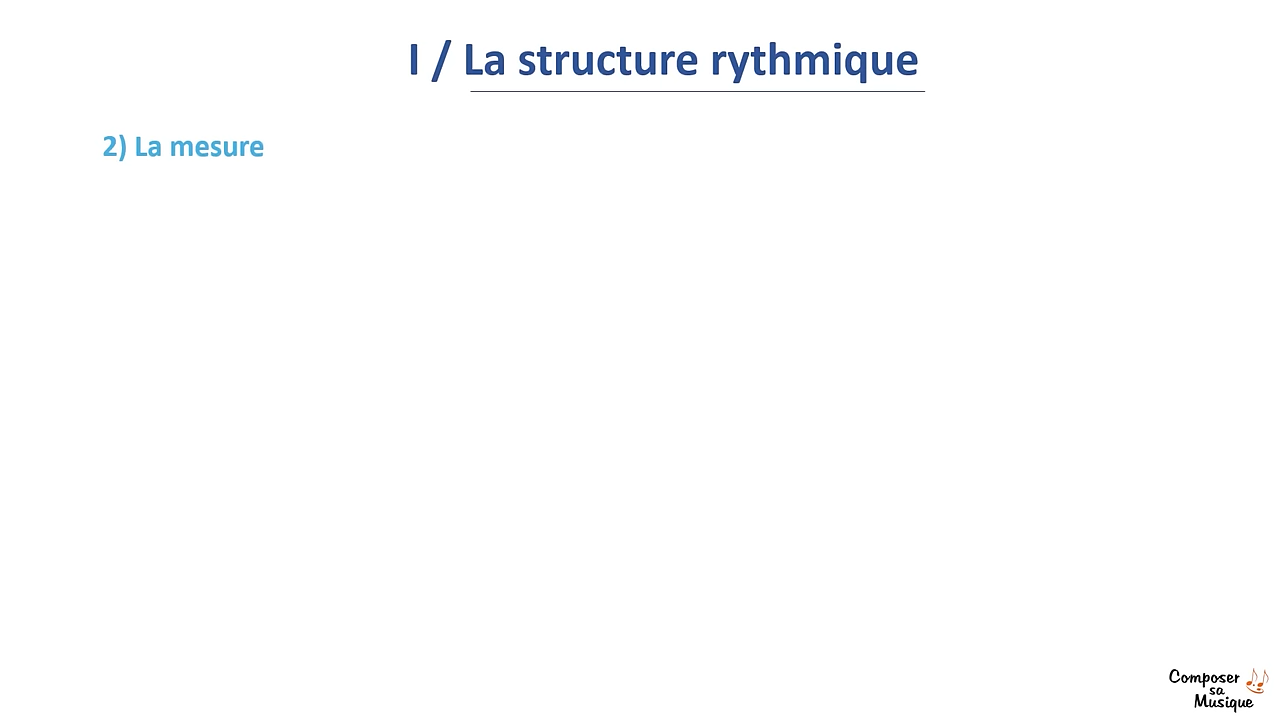 I / La structure rythmique
2) La mesure
Composer
sa
Musique